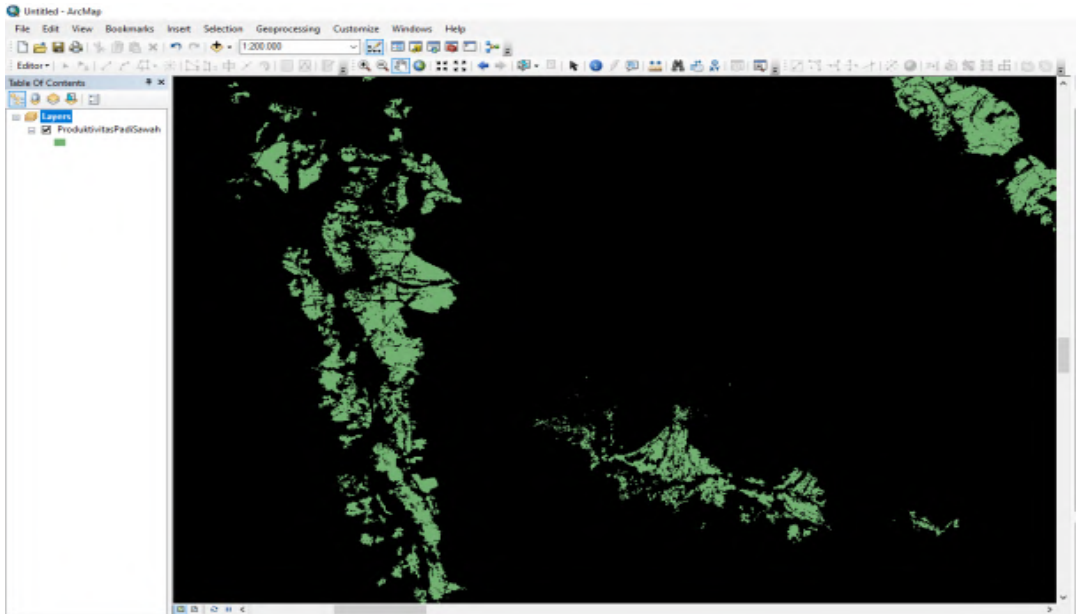 Untitled - ArcMap
File Edit View Bookmarks Insert Selection Geoprocessing Customize Windows Help
1:200.000
Editor
Table Of Contents
Layers
ProduktivitasPadiSawah